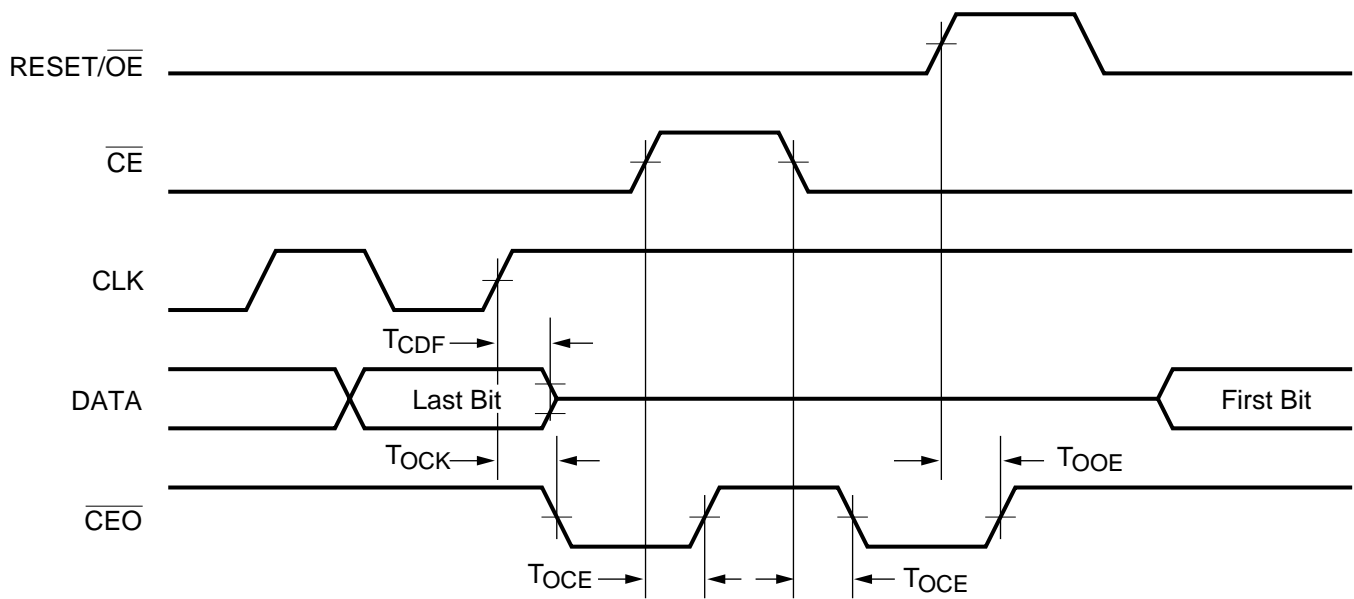 RESET/OE
CE
CLK
TCDF
DATA
Last Bit
First Bit
TOCK
TOOE
CEO
TOCE
TOCE